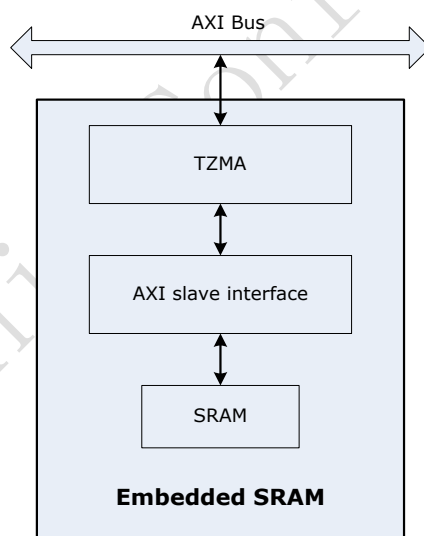 AXI Bus
TZMA
AXI slave interface
SRAM
Embedded SRAM